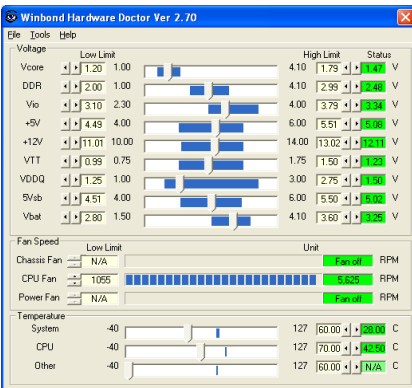 Winbond Hardware Doctor Ver 2.70
File Tools Help
Voltage
Low Limit High Limit Status
Vcore 1.20 1.00 4.10 1.79 1.47 V
DDR 2.00 1.00 4.10 2.99 2.48 V
Vio 3.10 2.30 4.00 3.79 3.34 V
+5V 4.49 4.00 6.00 5.51 5.08 V
+12V 11.01 10.00 14.00 13.02 12.11 V
VTT 0.99 0.75 1.75 1.50 1.23 V
VDDQ 1.25 1.00 3.00 2.75 1.50 V
5Vsb 4.51 4.00 6.00 5.50 5.02 V
Vbat 2.80 1.50 4.10 3.60 3.25 V
Fan Speed
Low Limit Unit
Chassis Fan N/A Fan off RPM
CPU Fan 1055 5,625 RPM
Power Fan N/A Fan off RPM
Temperature
System -40 127 60.00 28.00 C
CPU -40 127 70.00 42.50 C
Other -40 127 60.00 N/A C